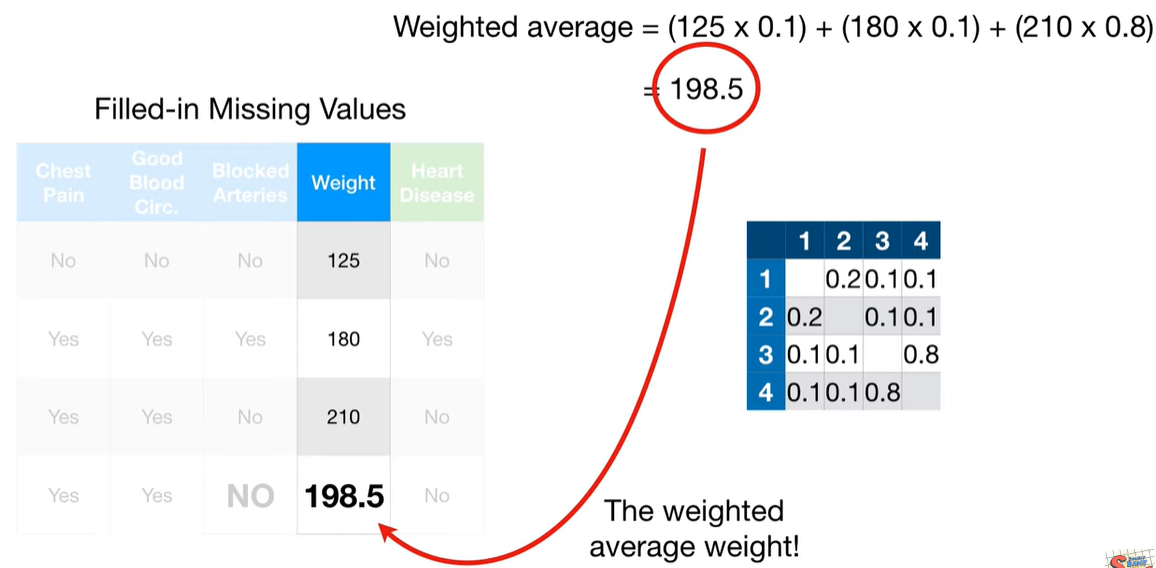 Weighted average = (125 x 0.1) + (180 x 0.1) + (210 x 0.8)
= 198.5
Filled-in Missing Values
Chest Pain Good Blood Circ. Blocked Arteries Weight Heart Disease
No No No 125 No
Yes Yes Yes 180 Yes
Yes Yes No 210 No
Yes Yes NO 198.5 No
1 2 3 4
1 0.2 0.1 0.1
2 0.2 0.1 0.1
3 0.1 0.1 0.8
4 0.1 0.1 0.8
The weighted
average weight!